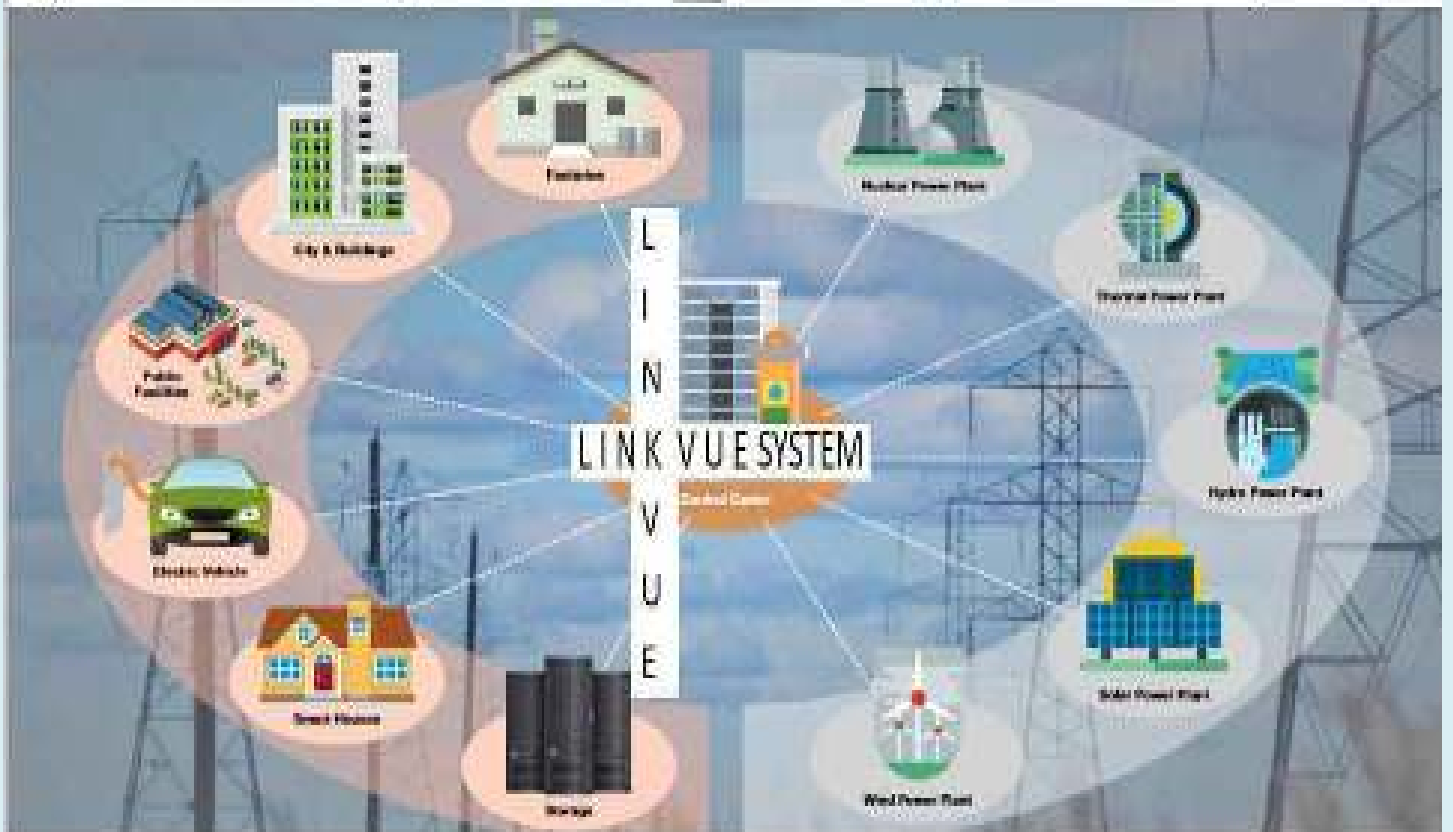 Factories
Nuclear Power Plant
City & Buildings
Thermal Power Plant
Public
Facilities
Hydro Power Plant
LINKVUE
LINK VUE SYSTEM
Control Center
Electric Vehicle
Smart Houses
Solar Power Plant
Storage
Wind Power Plant